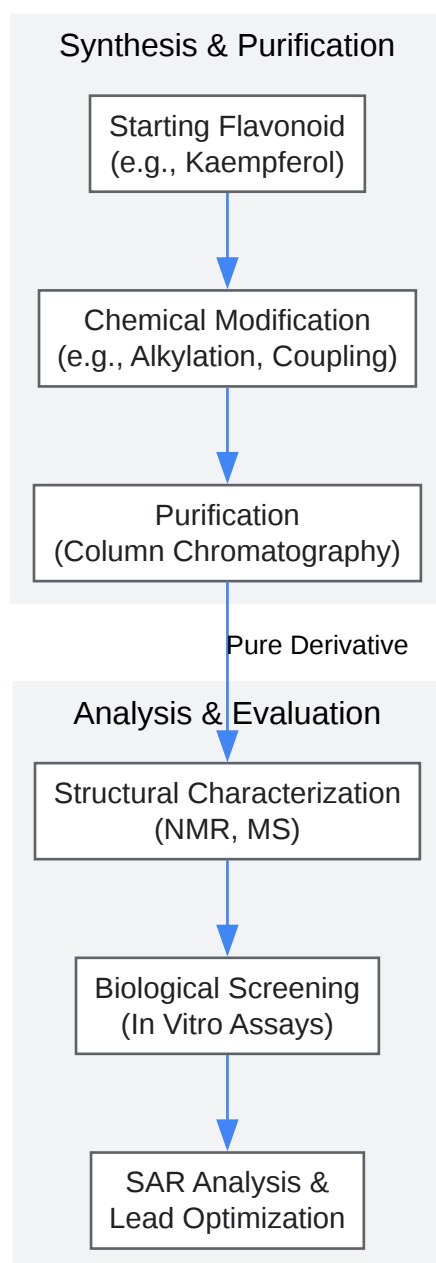 Synthesis & Purification
Starting Flavonoid
(e.g., Kaempferol)
Chemical Modification
(e.g., Alkylation, Coupling)
Purification
(Column Chromatography)
Pure Derivative
Analysis & Evaluation
Structural Characterization
(NMR, MS)
Biological Screening
(In Vitro Assays)
SAR Analysis &
Lead Optimization